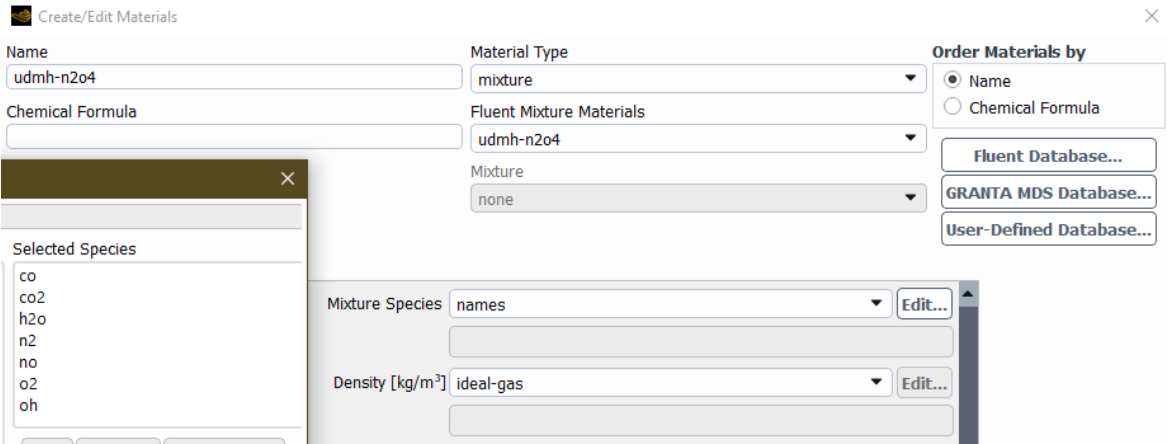 Create/Edit Materials
Name
Material Type
Order Materials by
udmh-n2o4
mixture
Name
Chemical Formula
Chemical Formula
Fluent Mixture Materials
udmh-n2o4
Fluent Database...
Mixture
none
GRANTA MDS Database...
User-Defined Database...
Selected Species
co
co2
h2o
n2
no
o2
oh
Mixture Species
names
Edit...
Density [kg/m³]
ideal-gas
Edit...